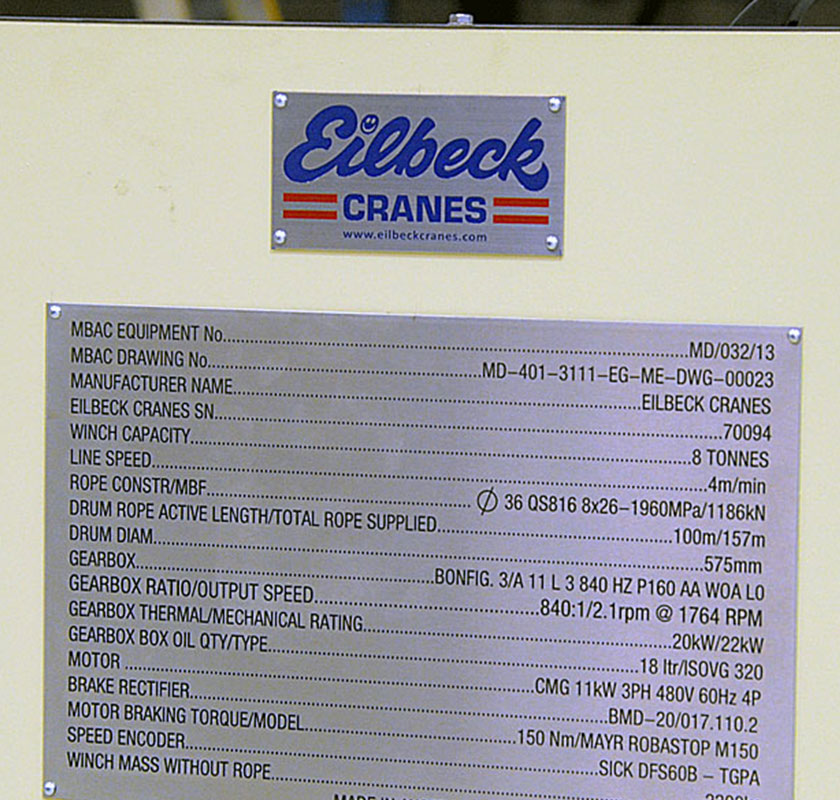 Eilbeck
CRANES
www.eilbeckcranes.com
MBAC EQUIPMENT No. MD/032/13
MBAC DRAWING No. MD-401-3111-EG-ME-DWG-00023
MANUFACTURER NAME EILBECK CRANES
EILBECK CRANES SN 70094
WINCH CAPACITY 8 TONNES
LINE SPEED 4m/min
ROPE CONSTR/MBF Ø 36 QS816 8x26-1960MPa/1186kN
DRUM ROPE ACTIVE LENGTH/TOTAL ROPE SUPPLIED 100m/157m
DRUM DIAM 575mm
GEARBOX BONFIG. 3/A 11 L 3 840 HZ P160 AA WOA LO
GEARBOX RATIO/OUTPUT SPEED 840:1/2.1rpm @ 1764 RPM
GEARBOX THERMAL/MECHANICAL RATING 20kW/22kW
GEARBOX BOX OIL QTY/TYPE 18 ltr/ISOVG 320
MOTOR CMG 11kW 3PH 480V 60Hz 4P
BRAKE RECTIFIER BMD-20/017.110.2
MOTOR BRAKING TORQUE/MODEL 150 Nm/MAYR ROBASTOP M150
SPEED ENCODER SICK DFS60B - TGPA
WINCH MASS WITHOUT ROPE
MADE IN